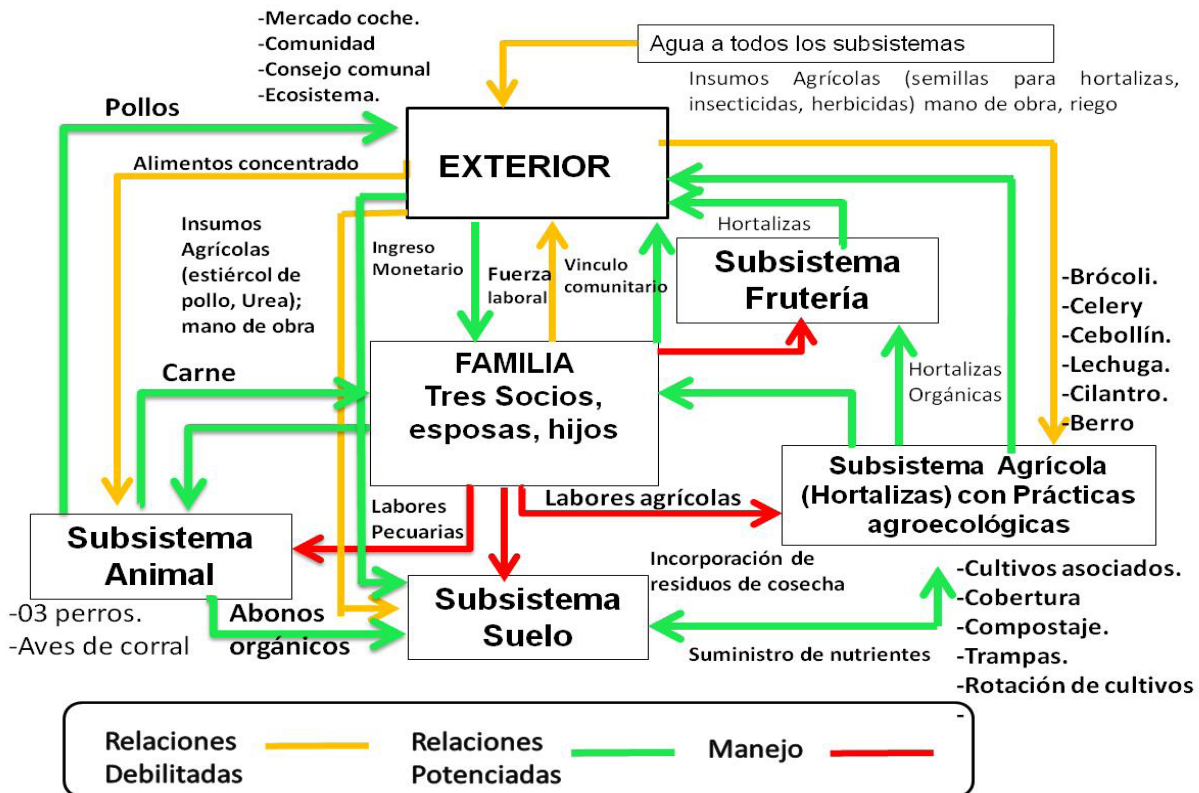 -Mercado coche.
-Comunidad
-Consejo comunal
-Ecosistema.
Agua a todos los subsistemas
Insumos Agrícolas (semillas para hortalizas,
insecticidas, herbicidas) mano de obra, riego
Pollos
Alimentos concentrado
EXTERIOR
Insumos
Agrícolas
(estiércol de
pollo, Urea);
mano de obra
Ingreso
Monetario
Fuerza
laboral
Vinculo
comunitario
Hortalizas
Subsistema
Frutería
-Brócoli.
-Celery
-Cebollín.
-Lechuga.
-Cilantro.
-Berro
Carne
FAMILIA
Tres Socios,
esposas, hijos
Hortalizas
Orgánicas
Subsistema Agrícola
(Hortalizas) con Prácticas
agroecológicas
Labores agrícolas
Labores
Pecuarias
Subsistema
Animal
-03 perros.
-Aves de corral
Abonos
orgánicos
Subsistema
Suelo
Incorporación de
residuos de cosecha
Suministro de nutrientes
-Cultivos asociados.
-Cobertura
-Compostaje.
-Trampas.
-Rotación de cultivos
-
Relaciones
Debilitadas
Relaciones
Potenciadas
Manejo